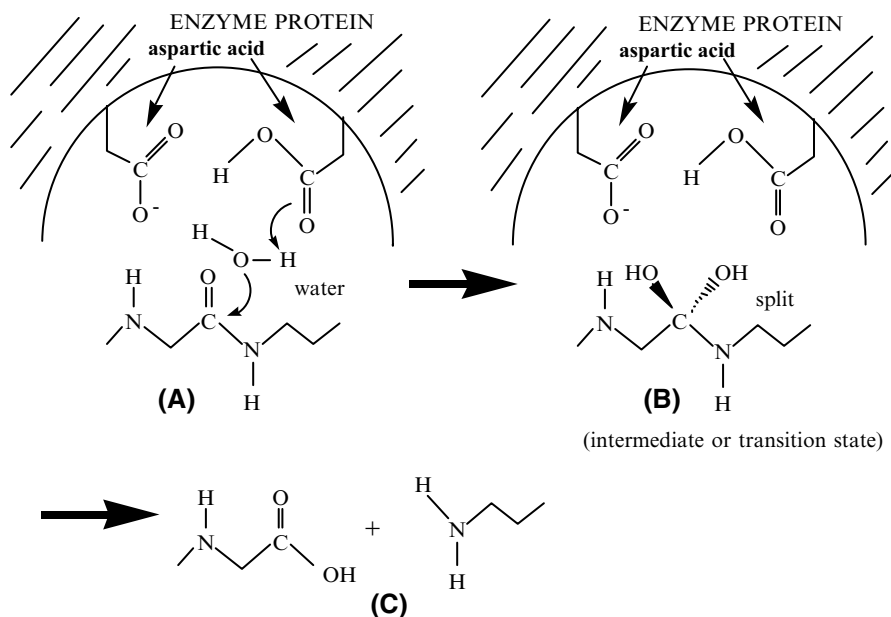 ENZYME PROTEIN
aspartic acid
O
O
H
C
C
O-
O
H
O H
water
H
O
N
C
N
H
(A)
ENZYME PROTEIN
aspartic acid
O
O
H
C
C
O-
O
HO
OH
split
H
N
C
N
H
(B)
(intermediate or transition state)
H
O
N
C
OH
+
H
N
H
(C)